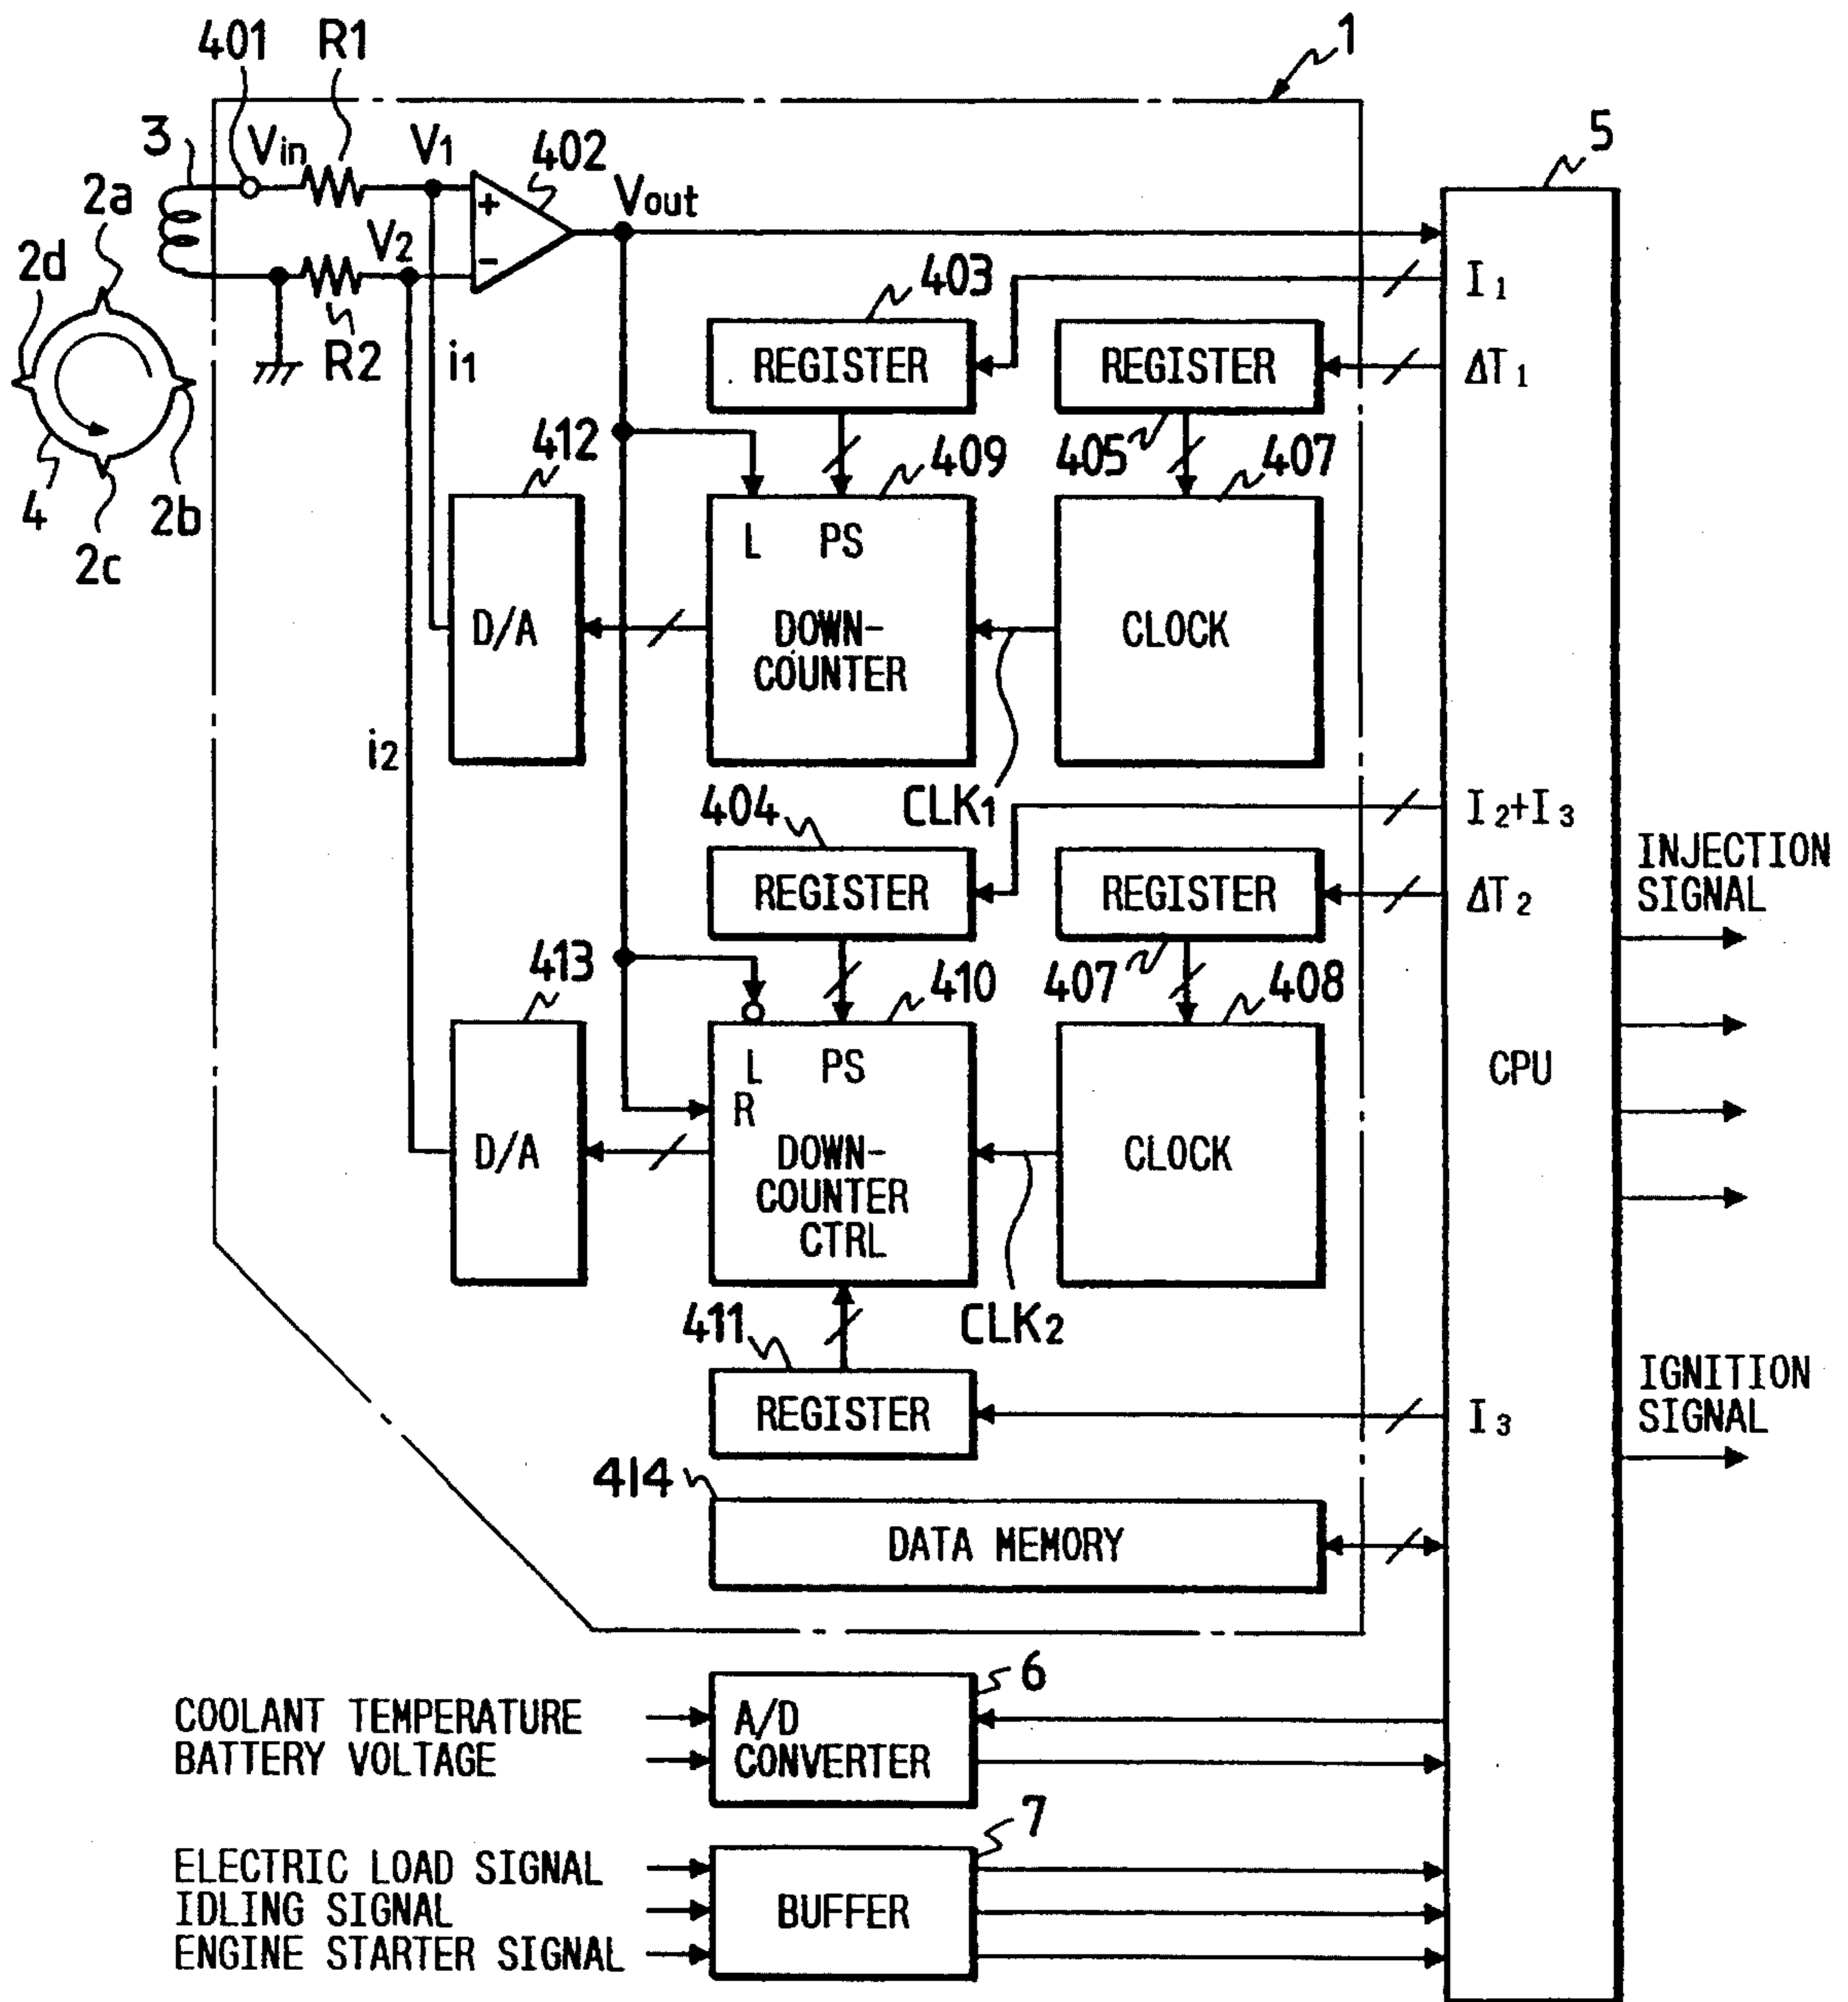 401 R1 1
3 Vin V1 402 5
2a Vout
+
V2
-
2d
403 I1
R2 i1
REGISTER REGISTER ΔT1
412 409 405 407
4 2b
2c
L PS
D/A DOWN-
COUNTER
CLOCK
i2
CLK1
404 I2+I3
REGISTER REGISTER ΔT2
INJECTION
SIGNAL
413 410 407 408
L PS
R
CPU
D/A DOWN-
COUNTER
CTRL
CLOCK
411 CLK2
REGISTER I3
IGNITION
SIGNAL
414
DATA MEMORY
6
COOLANT TEMPERATURE
BATTERY VOLTAGE
A/D
CONVERTER
7
ELECTRIC LOAD SIGNAL
IDLING SIGNAL
ENGINE STARTER SIGNAL
BUFFER